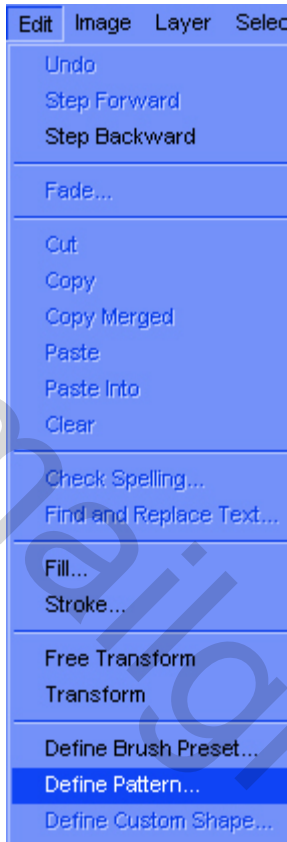 Edit Image Layer Selec
Undo
Step Forward
Step Backward
Fade...
Cut
Copy
Copy Merged
Paste
Paste Into
Clear
Check Spelling...
Find and Replace Text...
Fill...
Stroke...
Free Transform
Transform
Define Brush Preset...
Define Pattern...
Define Custom Shape...